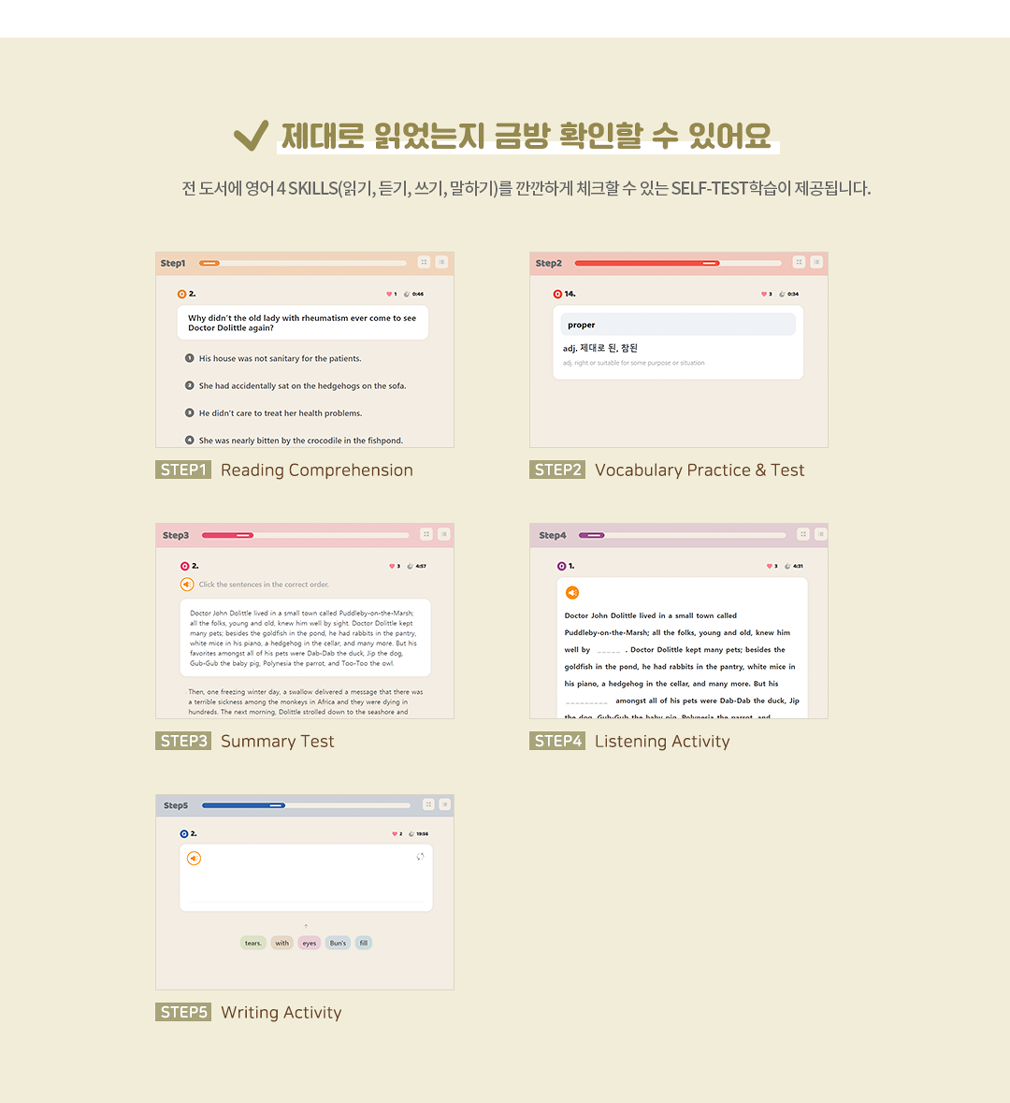 제대로 읽었는지 금방 확인할 수 있어요
전 도서에 영어 4 SKILLS(읽기, 듣기, 쓰기, 말하기)를 깐깐하게 체크할 수 있는 SELF-TEST학습이 제공됩니다.
Step1
2.
1 0:46
Why didn't the old lady with rheumatism ever come to see
Doctor Dolittle again?
1 His house was not sanitary for the patients.
2 She had accidentally sat on the hedgehogs on the sofa.
3 He didn't care to treat her health problems.
4 She was nearly bitten by the crocodile in the fishpond.
STEP1 Reading Comprehension
Step2
14.
3 0:34
proper
adj. 제대로 된, 참된
adj, right or suitable for some purpose or situation
STEP2 Vocabulary Practice & Test
Step3
2.
3 4:57
Click the sentences in the correct order.
Doctor John Dolittle lived in a small town called Puddleby-on-the-Marsh;
all the folks, young and old, knew him well by sight. Doctor Dolittle kept
many pets; besides the goldfish in the pond, he had rabbits in the pantry,
white mice in his piano, a hedgehog in the cellar, and many more. But his
favorites amongst all of his pets were Dab-Dab the duck, Jip the dog,
Gub-Gub the baby pig, Polynesia the parrot, and Too-Too the owl.
Then, one freezing winter day, a swallow delivered a message that there was
a terrible sickness among the monkeys in Africa and they were dying in
hundreds. The next morning, Dolittle strolled down to the seashore and
STEP3 Summary Test
Step4
1.
3 4:31
Doctor John Dolittle lived in a small town called
Puddleby-on-the-Marsh; all the folks, young and old, knew him
well by _____ . Doctor Dolittle kept many pets; besides the
goldfish in the pond, he had rabbits in the pantry, white mice in
his piano, a hedgehog in the cellar, and many more. But his
_________ amongst all of his pets were Dab-Dab the duck, Jip
the dog, Gub-Gub the baby pig, Polynesia the parrot, and
STEP4 Listening Activity
Step5
2.
2 19:56
tears. with eyes Bun's fill
STEP5 Writing Activity